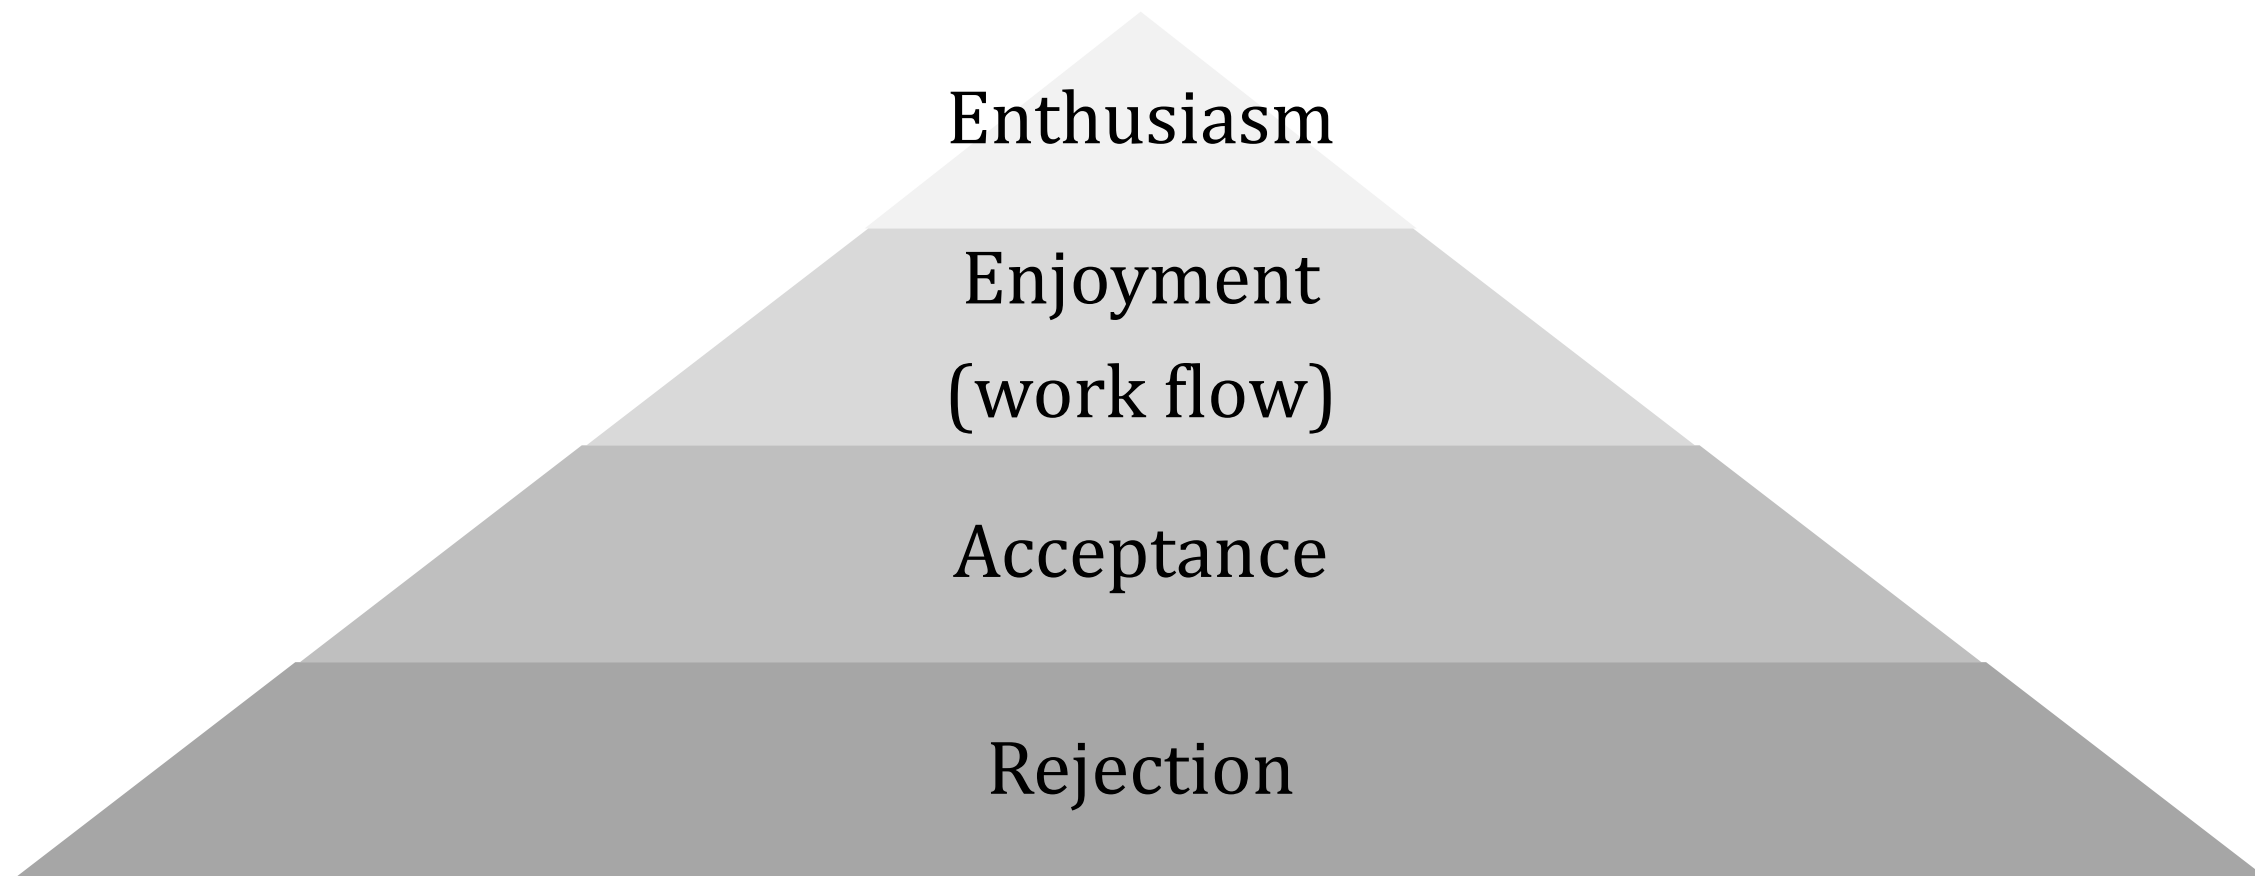 Enthusiasm
Enjoyment
(work flow)
Acceptance
Rejection